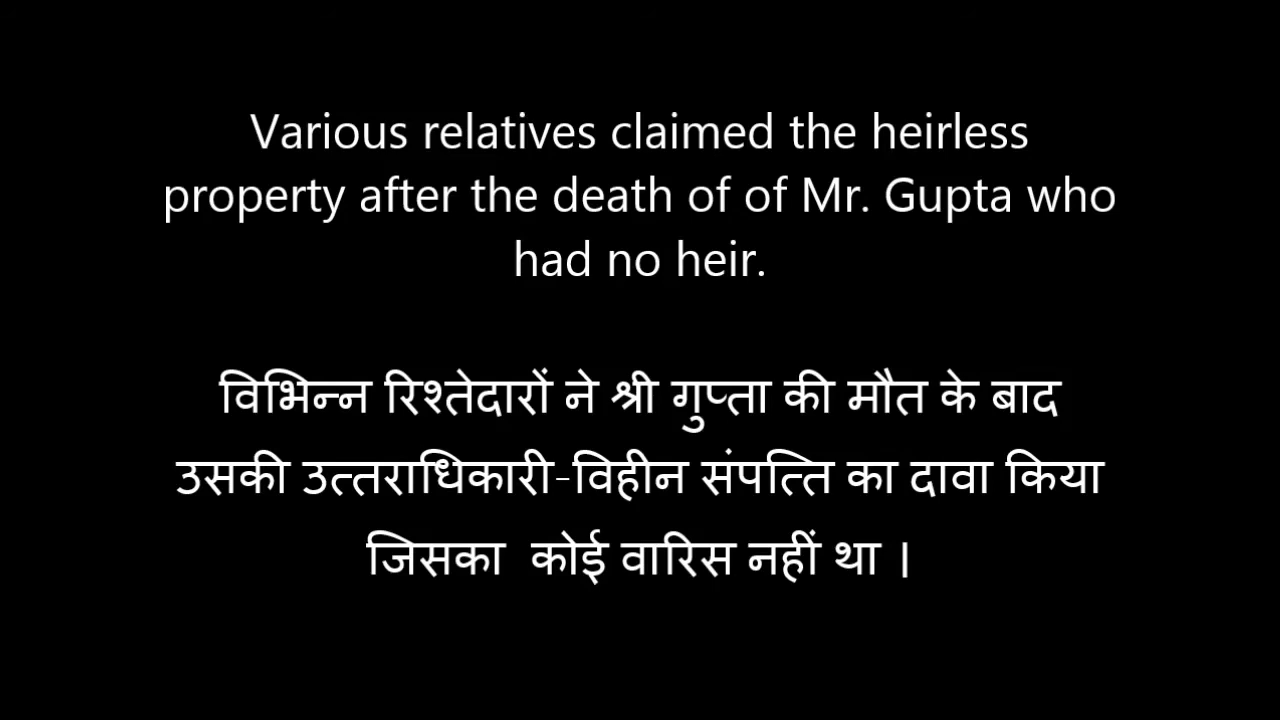 Various relatives claimed the heirless
property after the death of of Mr. Gupta who
had no heir.
विभिन्न रिश्तेदारों ने श्री गुप्ता की मौत के बाद
उसकी उत्तराधिकारी-विहीन संपत्ति का दावा किया
जिसका  कोई वारिस नहीं था ।